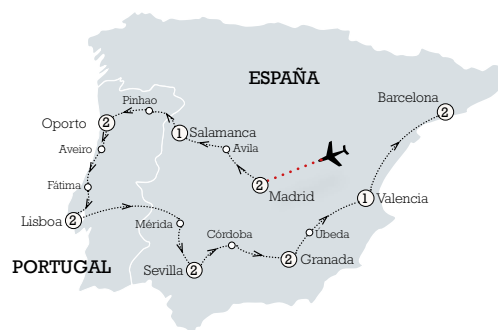 ESPAÑA
Barcelona
2
Pinhao
Oporto
2
1
Salamanca
Aveiro
Avila
Fátima
2
Madrid
1
Valencia
Lisboa
2
Mérida
Córdoba
Úbeda
PORTUGAL
Sevilla
2
2
Granada